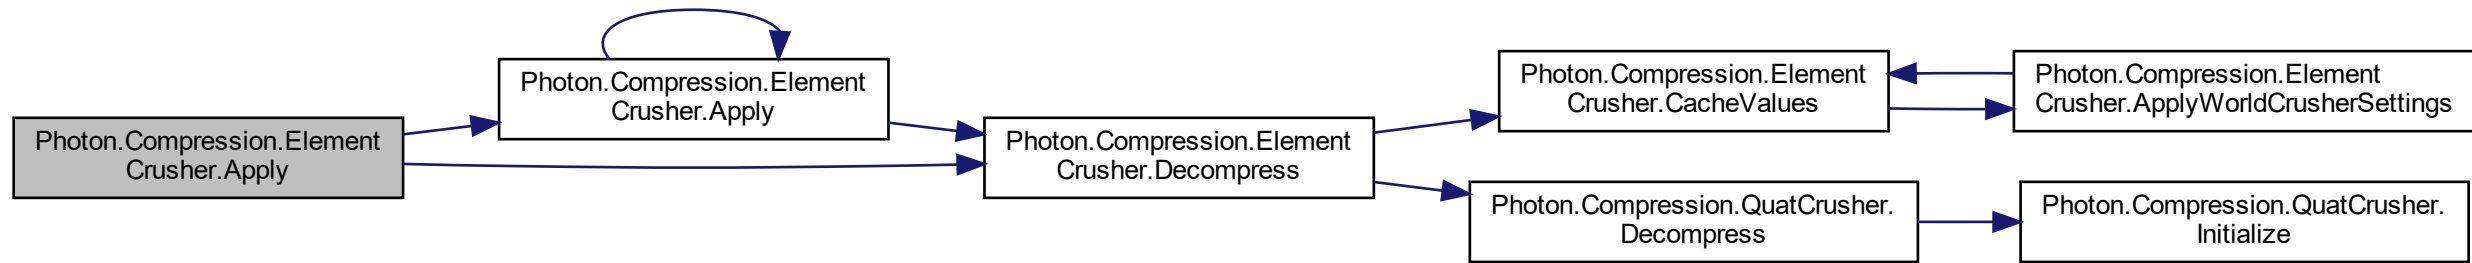 Photon.Compression.Element
Crusher.Apply
Photon.Compression.Element
Crusher.Apply
Photon.Compression.Element
Crusher.Decompress
Photon.Compression.Element
Crusher.CacheValues
Photon.Compression.Element
Crusher.ApplyWorldCrusherSettings
Photon.Compression.QuatCrusher.
Decompress
Photon.Compression.QuatCrusher.
Initialize